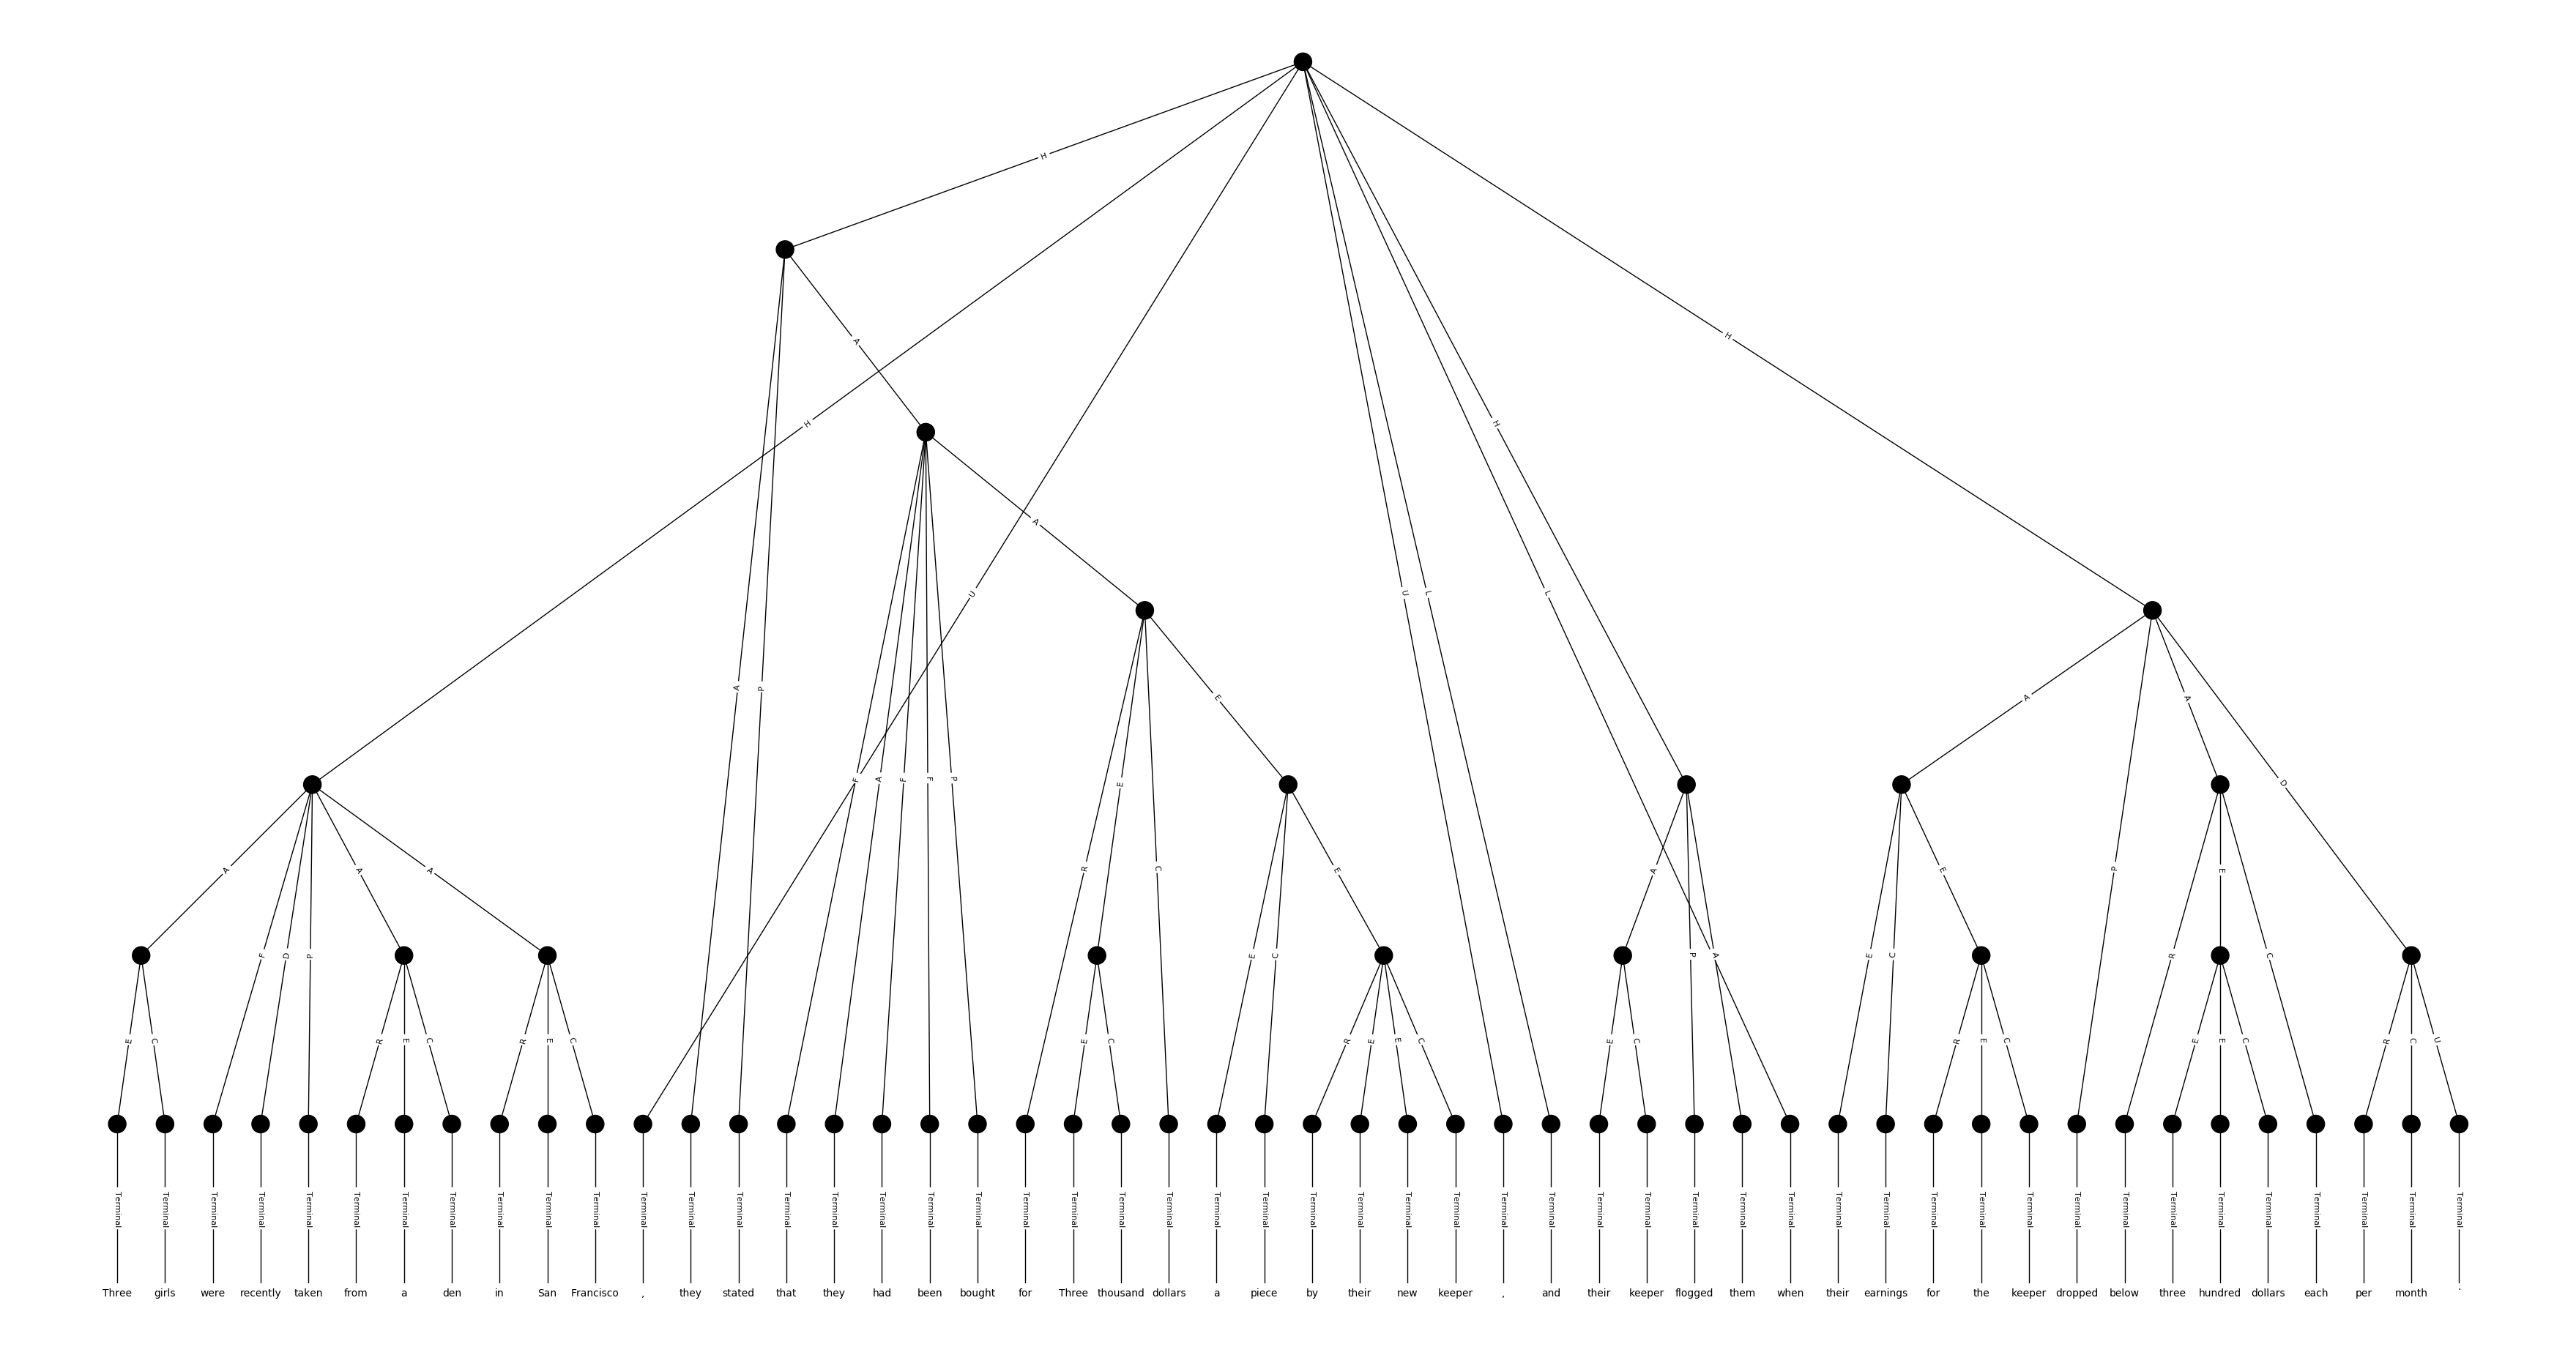 H
A
H
A
H
H
U
L
L
U
A
P
E
A
A
D
F
A
F
F
P
E
R
C
P
A
A
A
E
A
E
R
E
C
F
D
P
E
C
P
A
E
C
R
C
E
C
R
E
C
R
E
C
E
C
R
E
E
C
E
C
R
E
C
E
E
C
R
C
U
Terminal Terminal Terminal Terminal Terminal Terminal Terminal Terminal Terminal Terminal Terminal Terminal Terminal Terminal Terminal Terminal Terminal Terminal Terminal Terminal Terminal Terminal Terminal Terminal Terminal Terminal Terminal Terminal Terminal Terminal Terminal Terminal Terminal Terminal Terminal Terminal Terminal Terminal Terminal Terminal Terminal Terminal Terminal Terminal Terminal Terminal Terminal Terminal Terminal Terminal
Three girls were recently taken from a den in San Francisco , they stated that they had been bought for Three thousand dollars a piece by their new keeper , and their keeper flogged them when their earnings for the keeper dropped below three hundred dollars each per month .